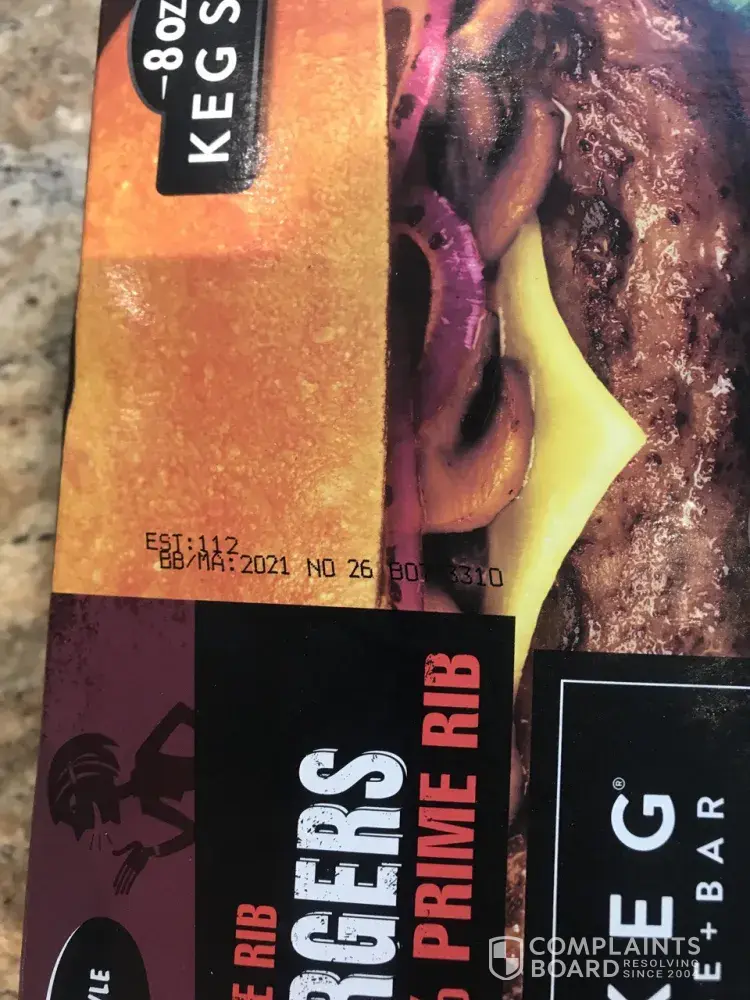 8oz
KEG S
EST:112
BB/MA:2021 NO 26 3310
RIB
RGERS
PRIME RIB
KEG®
E + BAR
YLE
COMPLAINTS
BOARD RESOLVING
SINCE 2004